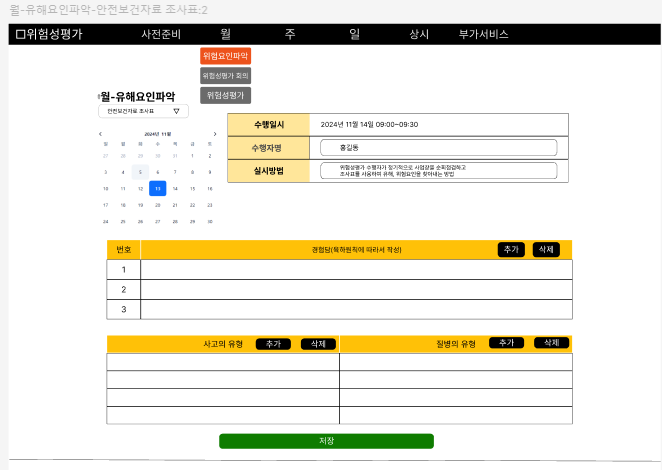 월-유해요인파악-안전보건자료 조사표:2
위험성평가 사전준비 월 주 일 상시 부가서비스
위험요인파악
위험성평가 회의
위험성평가
월-유해요인파악
안전보건자료 조사표 ▽
< 2024년 11월 >
일 월 화 수 목 금 토
27 28 29 30 31 1 2
3 4 5 6 7 8 9
10 11 12 13 14 15 16
17 18 19 20 21 22 23
24 25 26 27 28 29 30
수행일시 2024년 11월 14일 09:00~09:30
수행자명 홍길동
실시방법 위험성평가 수행자가 정기적으로 사업장을 순회점검하고
조사표를 사용하여 유해, 위험요인을 찾아내는 방법
번호 경험담(육하원칙에 따라서 작성) 추가 삭제
1
2
3
사고의 유형 추가 삭제 질병의 유형 추가 삭제
저장